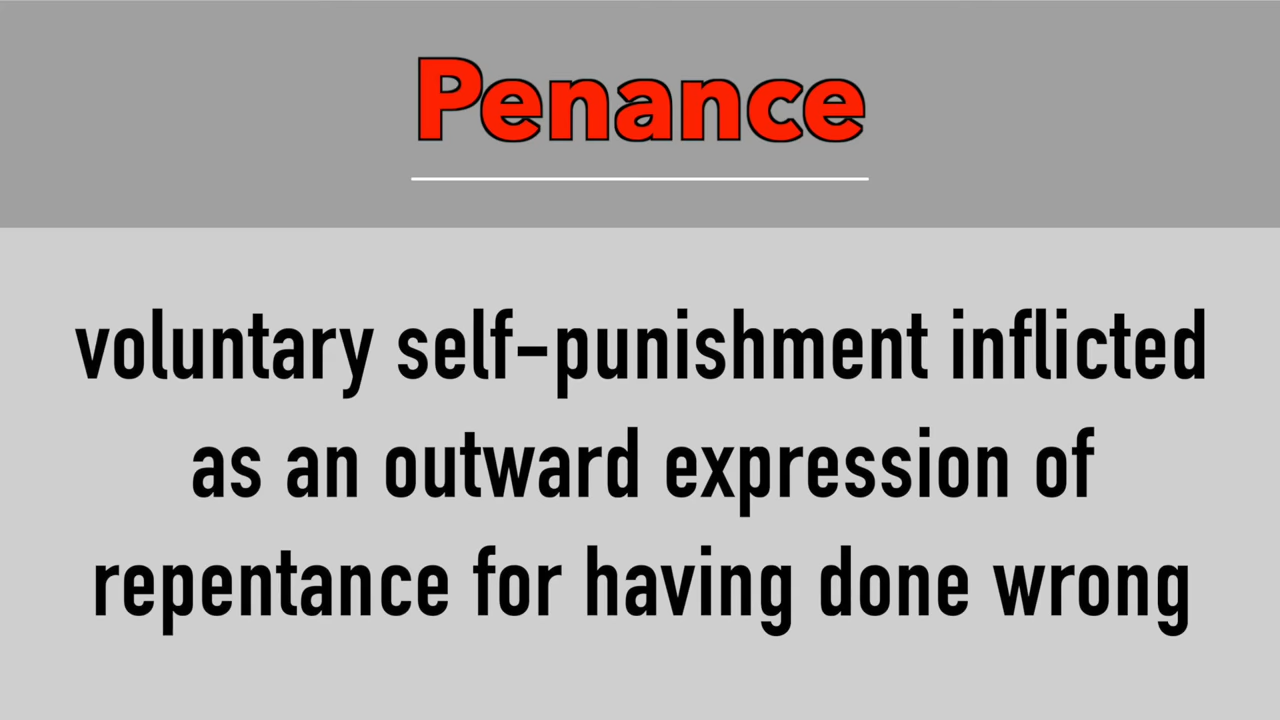 Penance
voluntary self-punishment inflicted
as an outward expression of
repentance for having done wrong